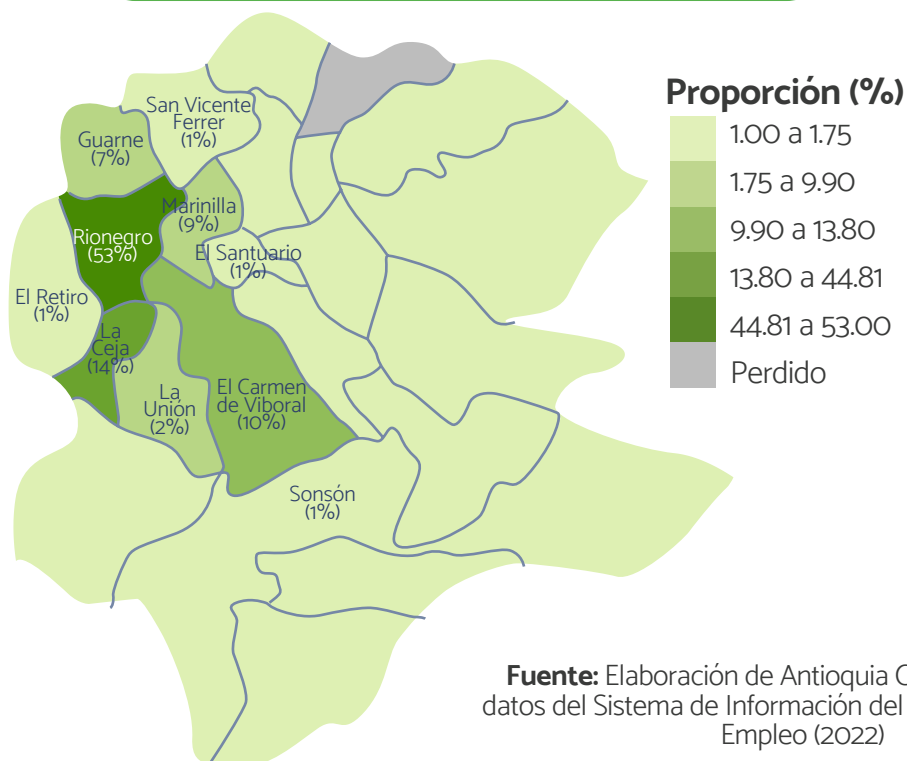 Proporción (%)
1.00 a 1.75
1.75 a 9.90
9.90 a 13.80
13.80 a 44.81
44.81 a 53.00
Perdido
San Vicente
Ferrer
(1%)
Guarne
(7%)
Marinilla
(9%)
Rionegro
(53%)
El Santuario
(1%)
El Retiro
(1%)
La
Ceja
(14%)
La
Unión
(2%)
El Carmen
de Viboral
(10%)
Sonsón
(1%)
Fuente: Elaboración de Antioquia
datos del Sistema de Información del
Empleo (2022)